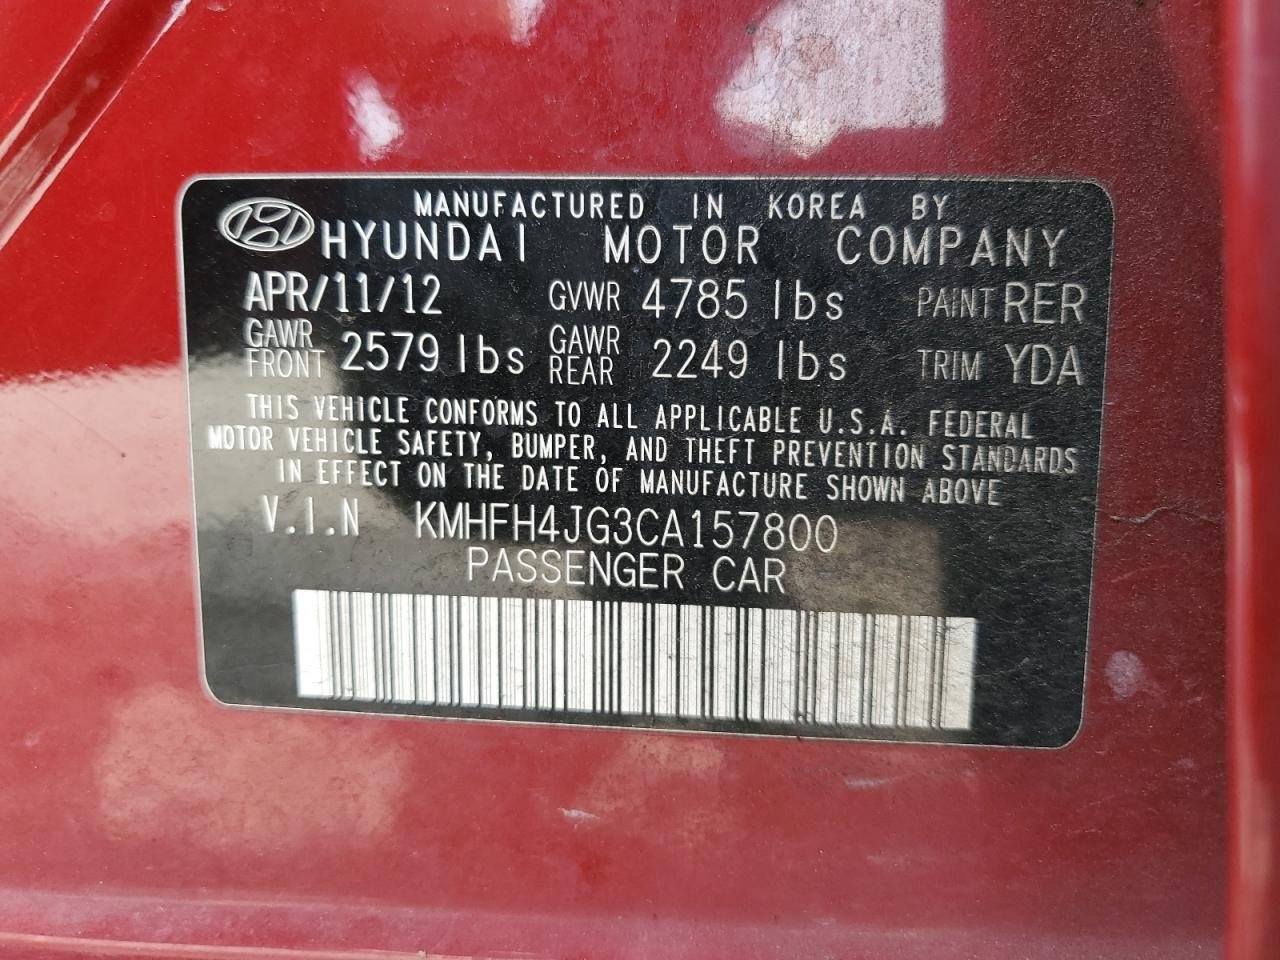 MANUFACTURED IN KOREA BY
HYUNDAI MOTOR COMPANY
APR/11/12 GVWR 4785 lbs PAINT RER
GAWR FRONT 2579 lbs GAWR REAR 2249 lbs TRIM YDA
THIS VEHICLE CONFORMS TO ALL APPLICABLE U.S.A. FEDERAL
MOTOR VEHICLE SAFETY, BUMPER, AND THEFT PREVENTION STANDARDS
IN EFFECT ON THE DATE OF MANUFACTURE SHOWN ABOVE
V.I.N KMHFH4JG3CA157800
PASSENGER CAR